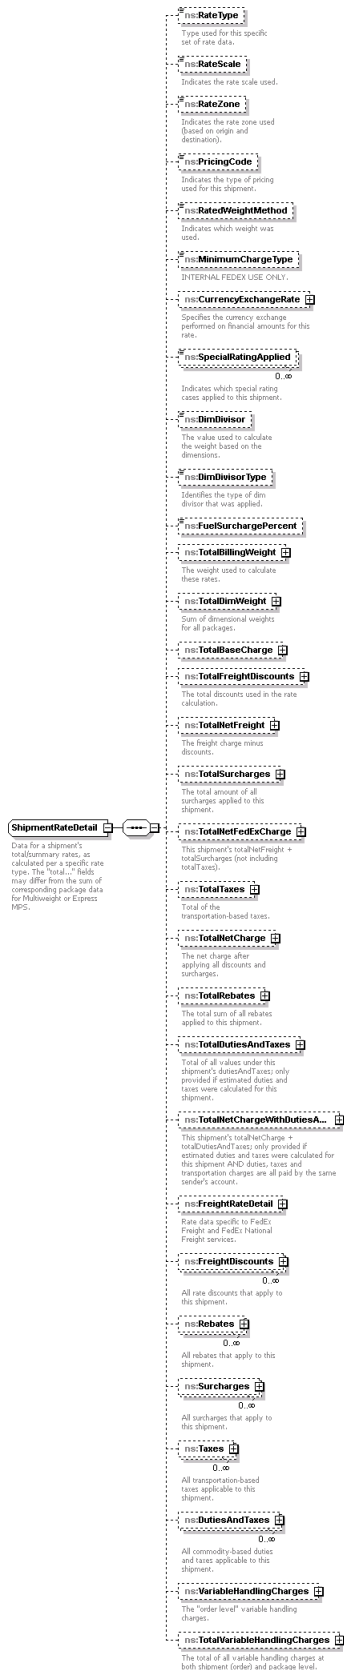 ns:RateType
Type used for this specific
set of rate data.
ns:RateScale
Indicates the rate scale used.
ns:RateZone
Indicates the rate zone used
(based on origin and
destination).
ns:PricingCode
Indicates the type of pricing
used for this shipment.
ns:RatedWeightMethod
Indicates which weight was
used.
ns:MinimumChargeType
INTERNAL FEDEX USE ONLY.
ns:CurrencyExchangeRate
Specifies the currency exchange
performed on financial amounts for this
rate.
ns:SpecialRatingApplied
0..∞
Indicates which special rating
cases applied to this shipment.
ns:DimDivisor
The value used to calculate
the weight based on the
dimensions.
ns:DimDivisorType
Identifies the type of dim
divisor that was applied.
ns:FuelSurchargePercent
ns:TotalBillingWeight
The weight used to calculate
these rates.
ns:TotalDimWeight
Sum of dimensional weights
for all packages.
ns:TotalBaseCharge
ns:TotalFreightDiscounts
The total discounts used in the rate
calculation.
ns:TotalNetFreight
The freight charge minus
discounts.
ns:TotalSurcharges
The total amount of all
surcharges applied to this
shipment.
ShipmentRateDetail
Data for a shipment's
total/summary rates, as
calculated per a specific rate
type. The "total..." fields
may differ from the sum of
corresponding package data
for Multiweight or Express
MPS.
ns:TotalNetFedExCharge
This shipment's totalNetFreight +
totalSurcharges (not including
totalTaxes).
ns:TotalTaxes
Total of the
transportation-based taxes.
ns:TotalNetCharge
The net charge after
applying all discounts and
surcharges.
ns:TotalRebates
The total sum of all rebates
applied to this shipment.
ns:TotalDutiesAndTaxes
Total of all values under this
shipment's dutiesAndTaxes; only
provided if estimated duties and
taxes were calculated for this
shipment.
ns:TotalNetChargeWithDutiesA...
This shipment's totalNetCharge +
totalDutiesAndTaxes; only provided if
estimated duties and taxes were calculated for
this shipment AND duties, taxes and
transportation charges are all paid by the same
sender's account.
ns:FreightRateDetail
Rate data specific to FedEx
Freight and FedEx National
Freight services.
ns:FreightDiscounts
0..∞
All rate discounts that apply to
this shipment.
ns:Rebates
0..∞
All rebates that apply to this
shipment.
ns:Surcharges
0..∞
All surcharges that apply to
this shipment.
ns:Taxes
0..∞
All transportation-based
taxes applicable to this
shipment.
ns:DutiesAndTaxes
0..∞
All commodity-based duties
and taxes applicable to this
shipment.
ns:VariableHandlingCharges
The "order level" variable handling
charges.
ns:TotalVariableHandlingCharges
The total of all variable handling charges at
both shipment (order) and package level.